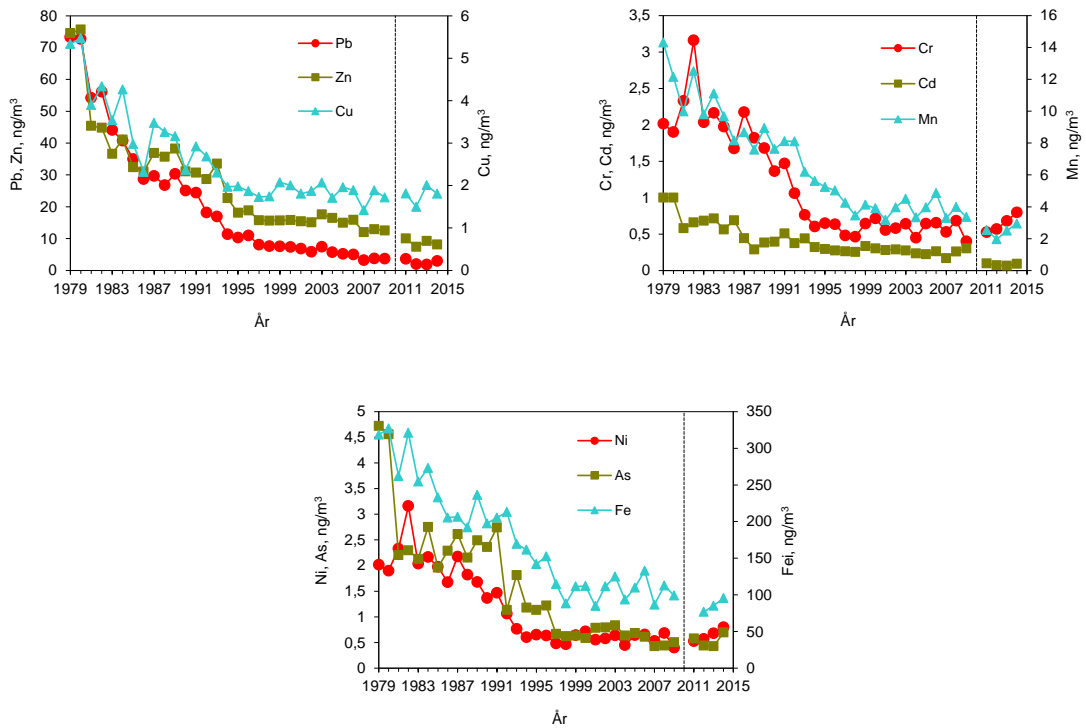 Pb, Zn, ng/m³
80
70
60
50
40
30
20
10
0
Pb
Zn
Cu
6
5
4
3
2
1
0
Cu, ng/m³
1979 1983 1987 1991 1995 1999 2003 2007 2011 2015
År
Cr, Cd, ng/m³
3,5
3
2,5
2
1,5
1
0,5
0
Cr
Cd
Mn
16
14
12
10
8
6
4
2
0
Mn, ng/m³
1979 1983 1987 1991 1995 1999 2003 2007 2011 2015
År
Ni, As, ng/m³
5
4,5
4
3,5
3
2,5
2
1,5
1
0,5
0
Ni
As
Fe
350
300
250
200
150
100
50
0
Fei, ng/m³
1979 1983 1987 1991 1995 1999 2003 2007 2011 2015
År